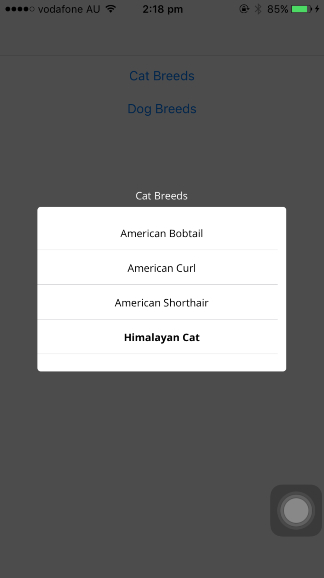 vodafone AU 2:18 pm 85%
Cat Breeds
Dog Breeds
Cat Breeds
American Bobtail
American Curl
American Shorthair
Himalayan Cat